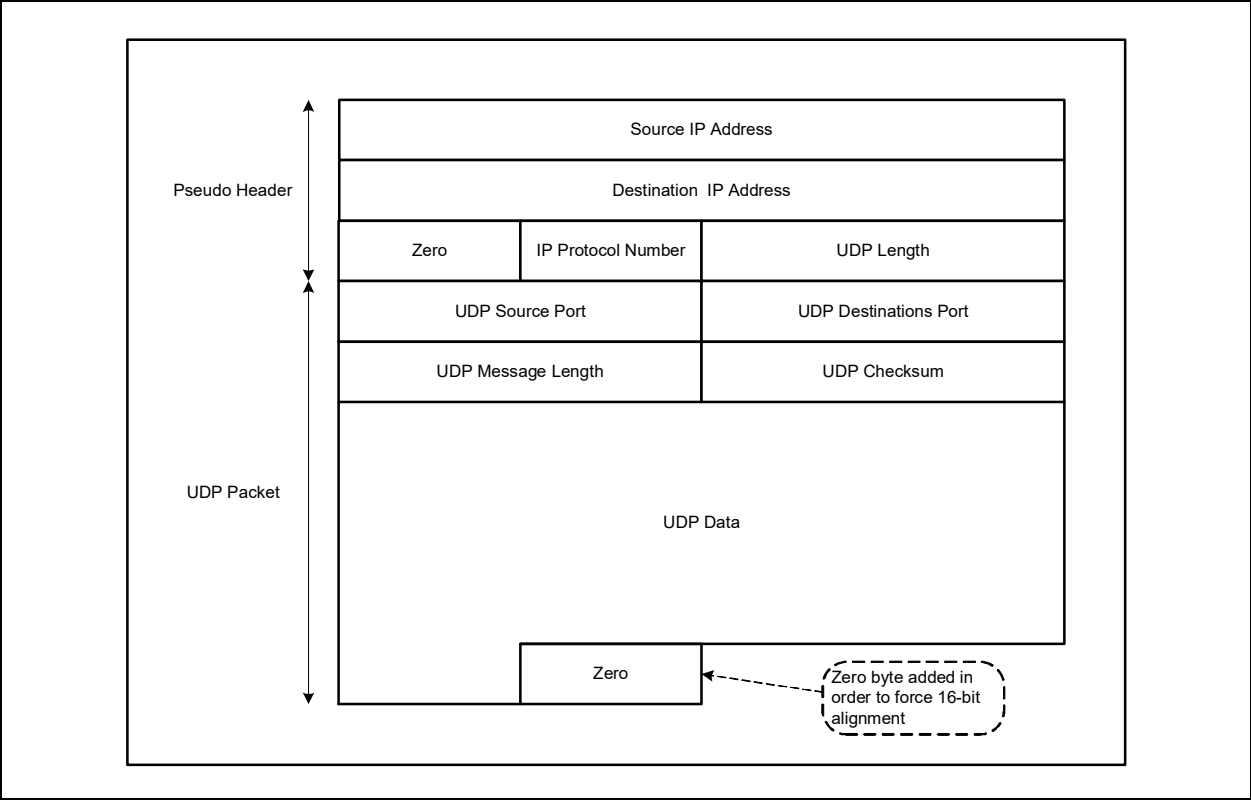 Source IP Address
Pseudo Header
Destination  IP Address
Zero
IP Protocol Number
UDP Length
UDP Source Port
UDP Destinations Port
UDP Message Length
UDP Checksum
UDP Packet
UDP Data
Zero
Zero byte added in
order to force 16-bit
alignment